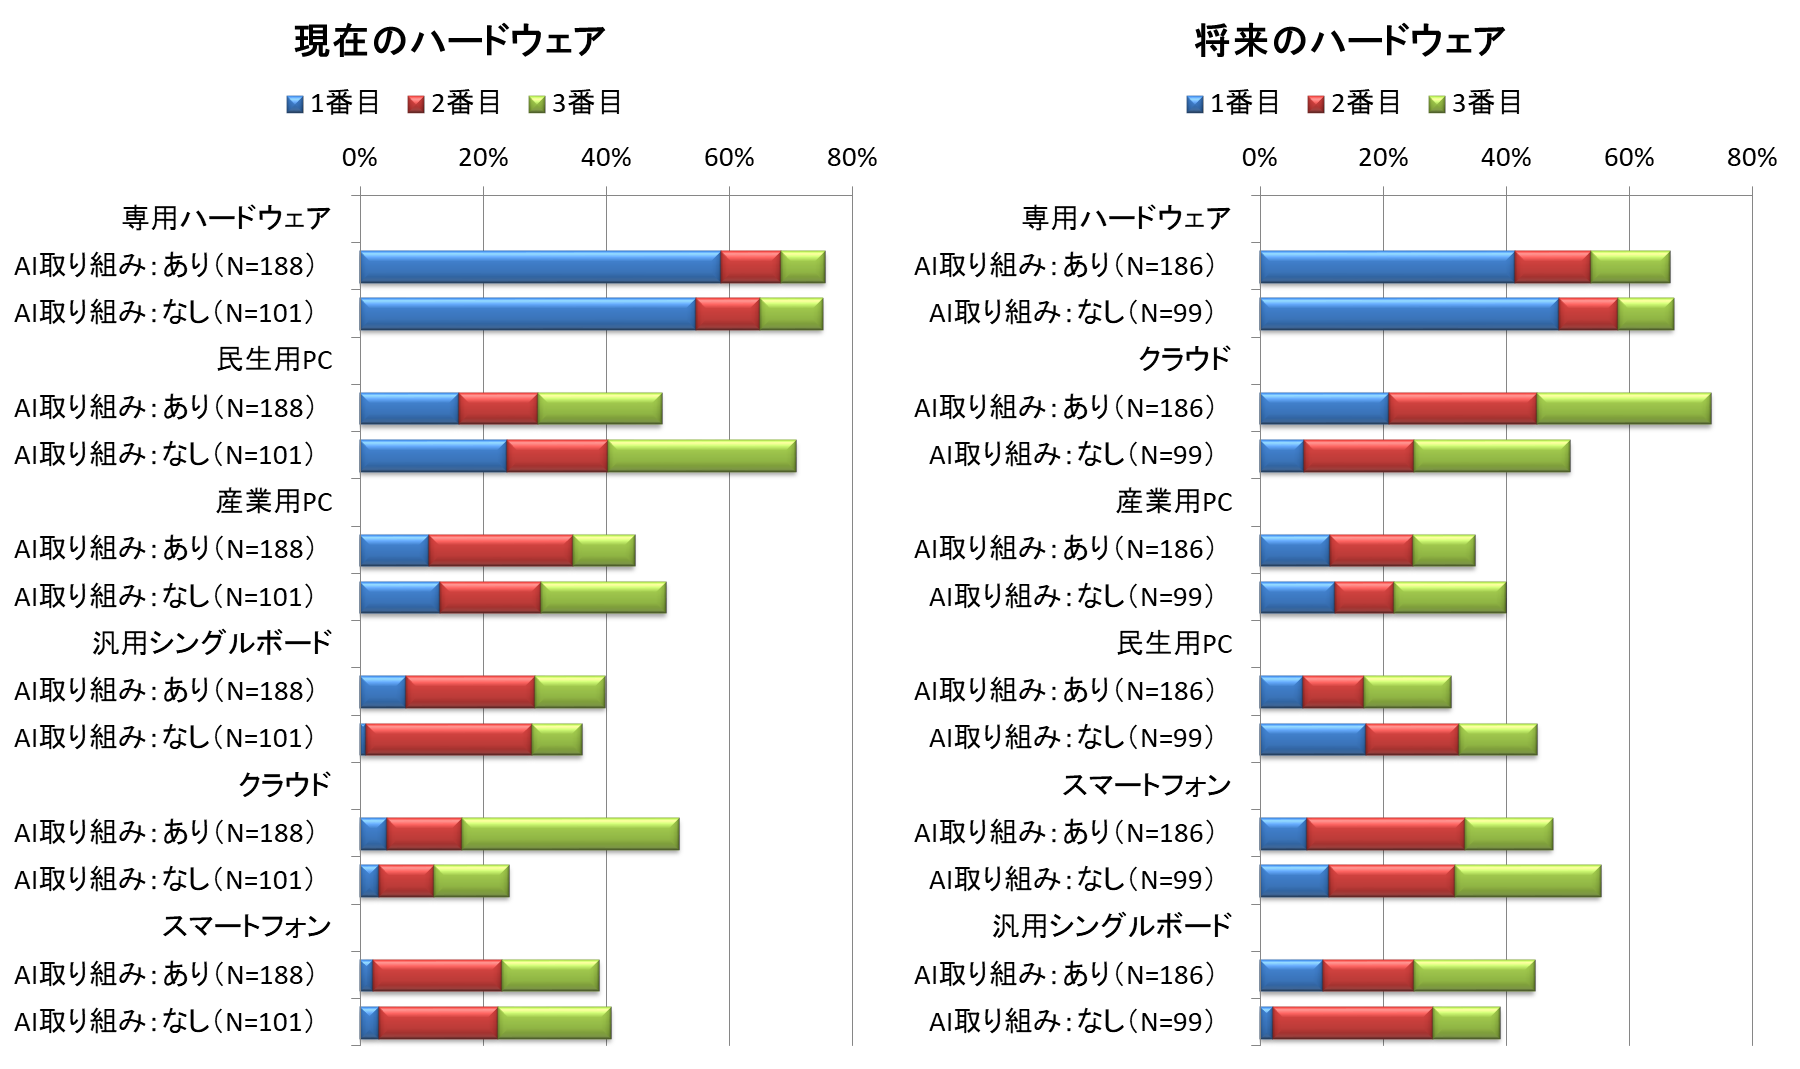 現在のハードウェア
1番目 2番目 3番目
0% 20% 40% 60% 80%
専用ハードウェア
AI取り組み：あり（N=188）
AI取り組み：なし（N=101）
民生用PC
AI取り組み：あり（N=188）
AI取り組み：なし（N=101）
産業用PC
AI取り組み：あり（N=188）
AI取り組み：なし（N=101）
汎用シングルボード
AI取り組み：あり（N=188）
AI取り組み：なし（N=101）
クラウド
AI取り組み：あり（N=188）
AI取り組み：なし（N=101）
スマートフォン
AI取り組み：あり（N=188）
AI取り組み：なし（N=101）
将来のハードウェア
1番目 2番目 3番目
0% 20% 40% 60% 80%
専用ハードウェア
AI取り組み：あり（N=186）
AI取り組み：なし（N=99）
クラウド
AI取り組み：あり（N=186）
AI取り組み：なし（N=99）
産業用PC
AI取り組み：あり（N=186）
AI取り組み：なし（N=99）
民生用PC
AI取り組み：あり（N=186）
AI取り組み：なし（N=99）
スマートフォン
AI取り組み：あり（N=186）
AI取り組み：なし（N=99）
汎用シングルボード
AI取り組み：あり（N=186）
AI取り組み：なし（N=99）